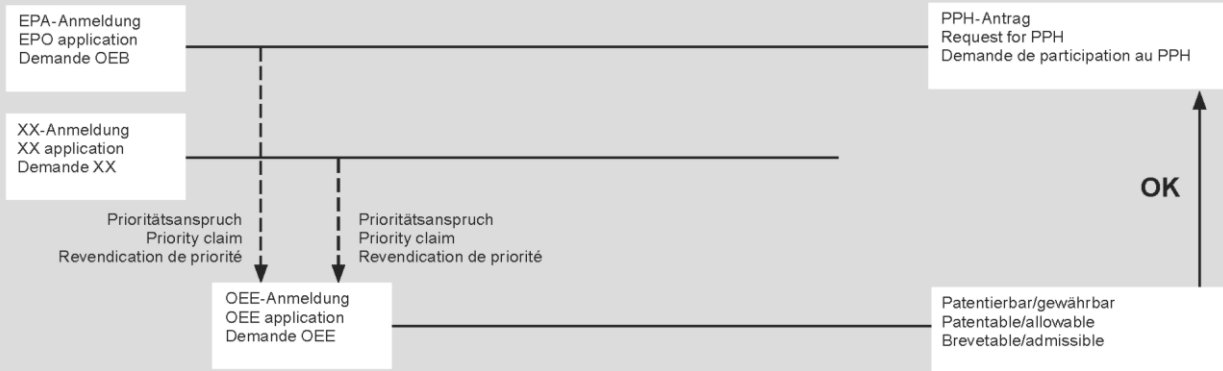 EPA-Anmeldung
EPO application
Demande OEB
PPH-Antrag
Request for PPH
Demande de participation au PPH
XX-Anmeldung
XX application
Demande XX
OK
Prioritätsanspruch
Priority claim
Revendication de priorité
Prioritätsanspruch
Priority claim
Revendication de priorité
OEE-Anmeldung
OEE application
Demande OEE
Patentierbar/gewährbar
Patentable/allowable
Brevetable/admissible